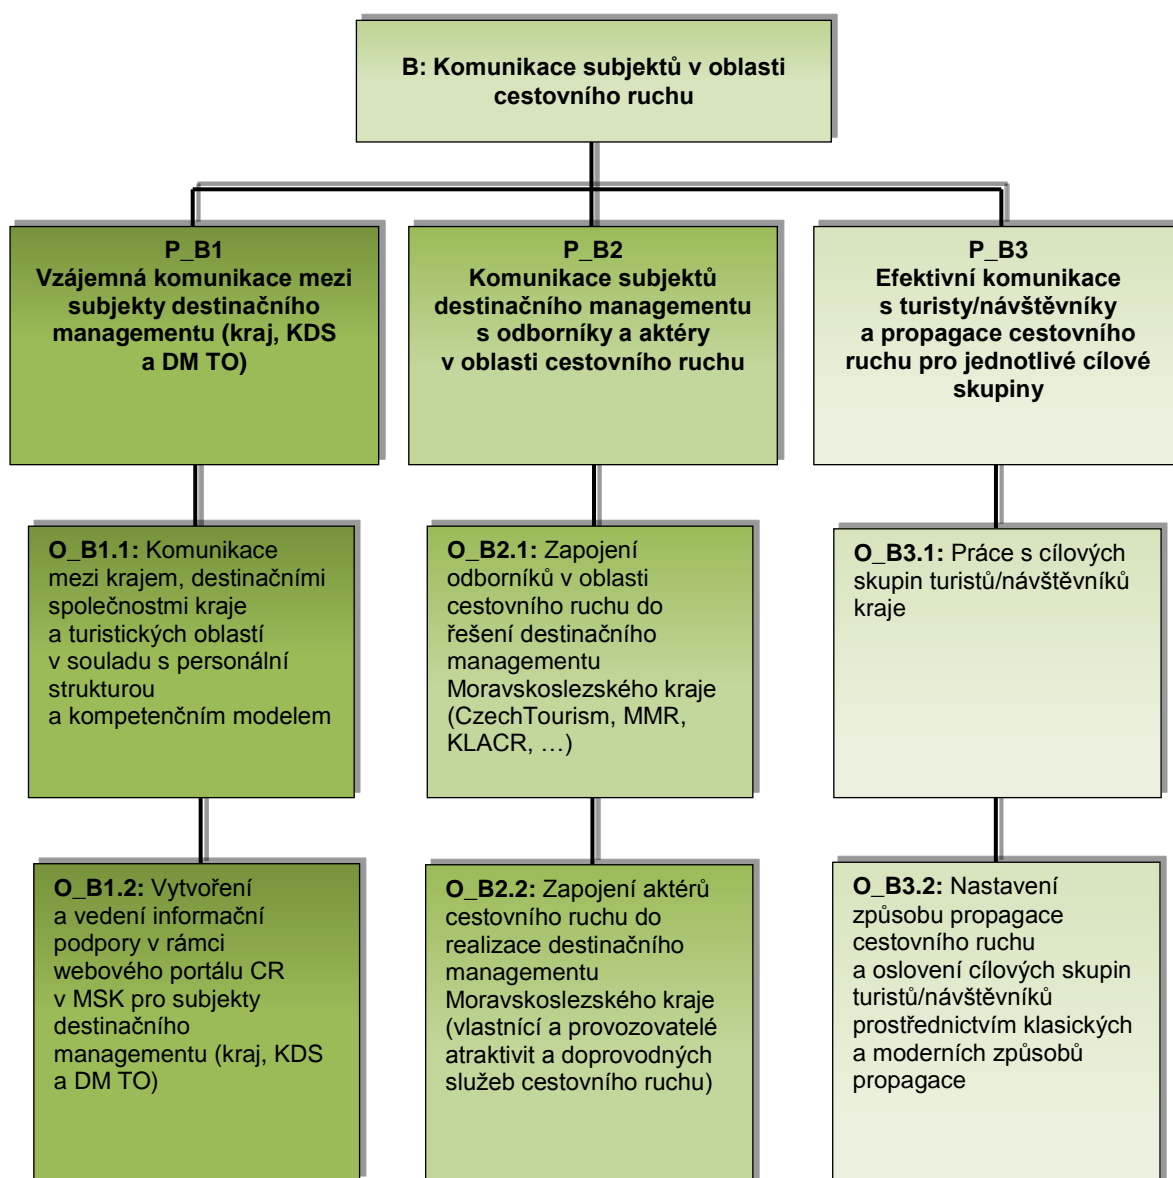 B: Komunikace subjektů v oblasti
cestovního ruchu
P_B1
Vzájemná komunikace mezi
subjekty destinačního
managementu (kraj, KDS
a DM TO)
P_B2
Komunikace subjektů
destinačního managementu
s odborníky a aktéry
v oblasti cestovního ruchu
P_B3
Efektivní komunikace
s turisty/návštěvníky
a propagace cestovního
ruchu pro jednotlivé cílové
skupiny
O_B1.1: Komunikace
mezi krajem, destinačními
společnostmi kraje
a turistických oblastí
v souladu s personální
strukturou
a kompetenčním modelem
O_B2.1: Zapojení
odborníků v oblasti
cestovního ruchu do
řešení destinačního
managementu
Moravskoslezského kraje
(CzechTourism, MMR,
KLACR, …)
O_B3.1: Práce s cílových
skupin turistů/návštěvníků
kraje
O_B1.2: Vytvoření
a vedení informační
podpory v rámci
webového portálu CR
v MSK pro subjekty
destinačního
managementu (kraj, KDS
a DM TO)
O_B2.2: Zapojení aktérů
cestovního ruchu do
realizace destinačního
managementu
Moravskoslezského kraje
(vlastnící a provozovatelé
atraktivit a doprovodných
služeb cestovního ruchu)
O_B3.2: Nastavení
způsobu propagace
cestovního ruchu
a oslovení cílových skupin
turistů/návštěvníků
prostřednictvím klasických
a moderních způsobů
propagace